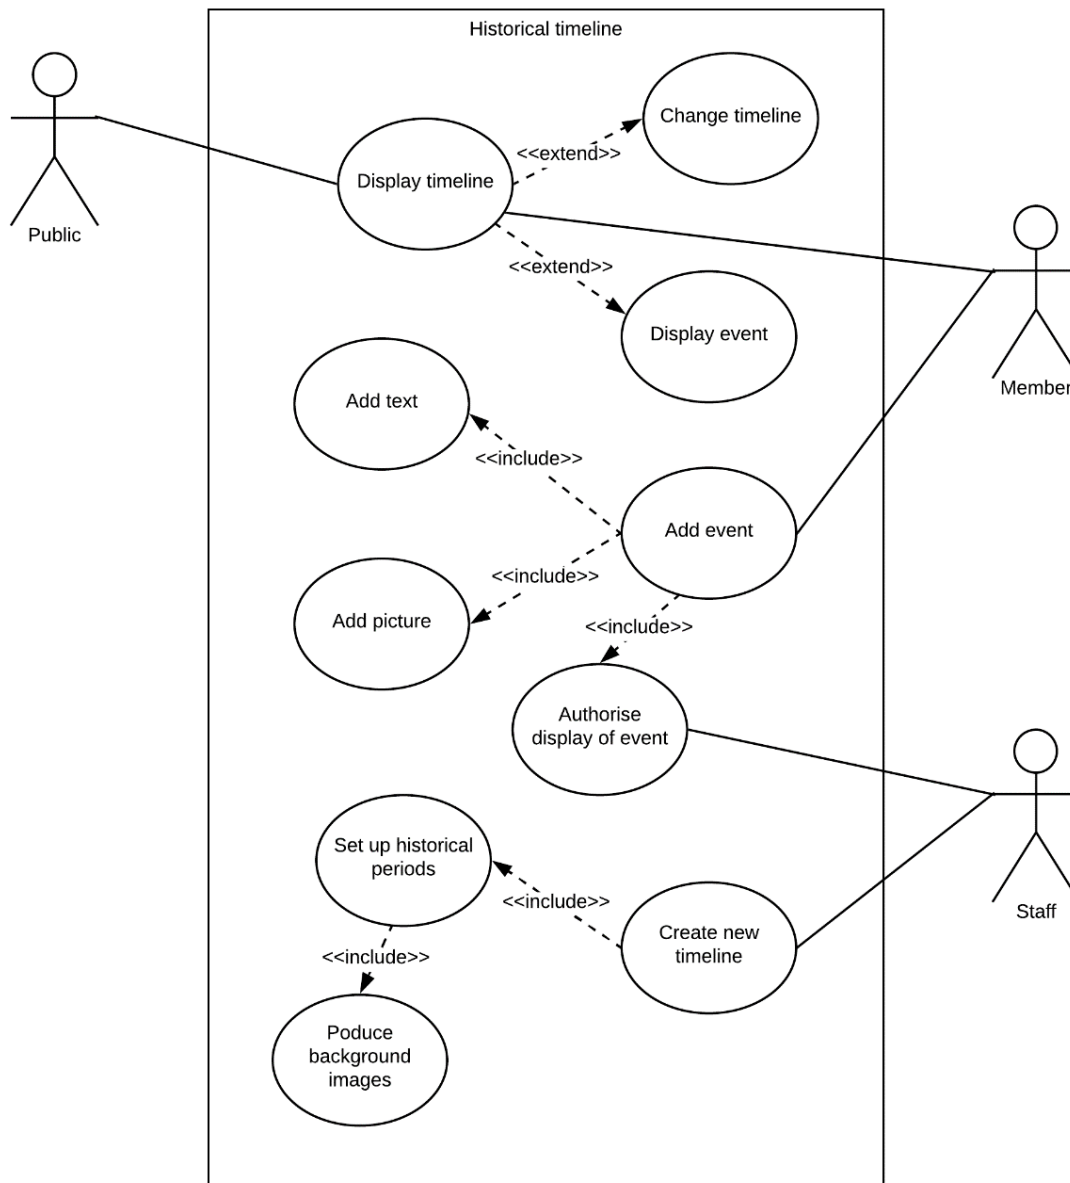 Historical timeline
Change timeline
<<extend>>
Display timeline
Public
<<extend>>
Display event
Member
Add text
<<include>>
Add event
<<include>>
Add picture
<<include>>
Authorise
display of event
Set up historical
periods
<<include>>
Staff
Create new
timeline
<<include>>
Poduce
background
images